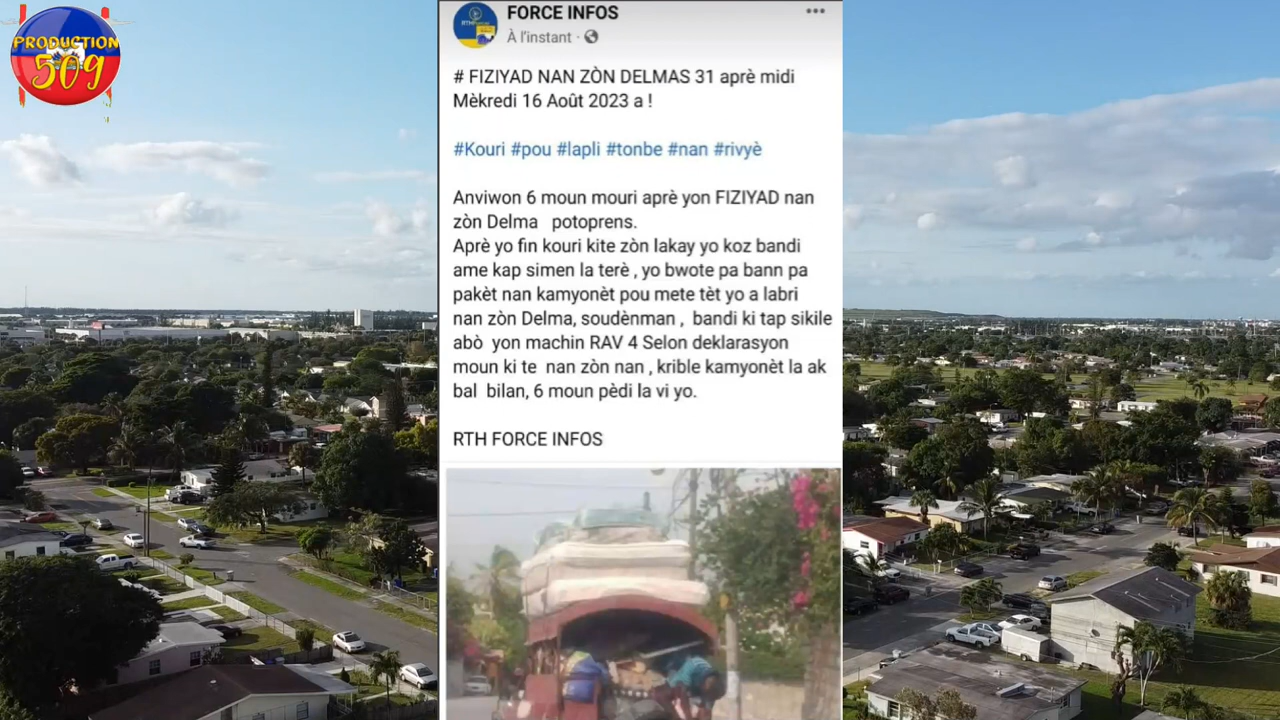 PRODUCTION
509
FORCE INFOS
À l'instant ·
# FIZIYAD NAN ZÒN DELMAS 31 aprè midi
Mèkredi 16 Août 2023 a !
#Kouri #pou #lapli #tonbe #nan #rivyè
Anviwon 6 moun mouri aprè yon FIZIYAD nan
zòn Delma potoprens.
Aprè yo fin kouri kite zòn lakay yo koz bandi
ame kap simen la terè , yo bwote pa bann pa
pakèt nan kamyonèt pou mete tèt yo a labri
nan zòn Delma, soudènman , bandi ki tap sikile
abò yon machin RAV 4 Selon deklarasyon
moun ki te nan zòn nan , krible kamyonèt la ak
bal bilan, 6 moun pèdi la vi yo.
RTH FORCE INFOS